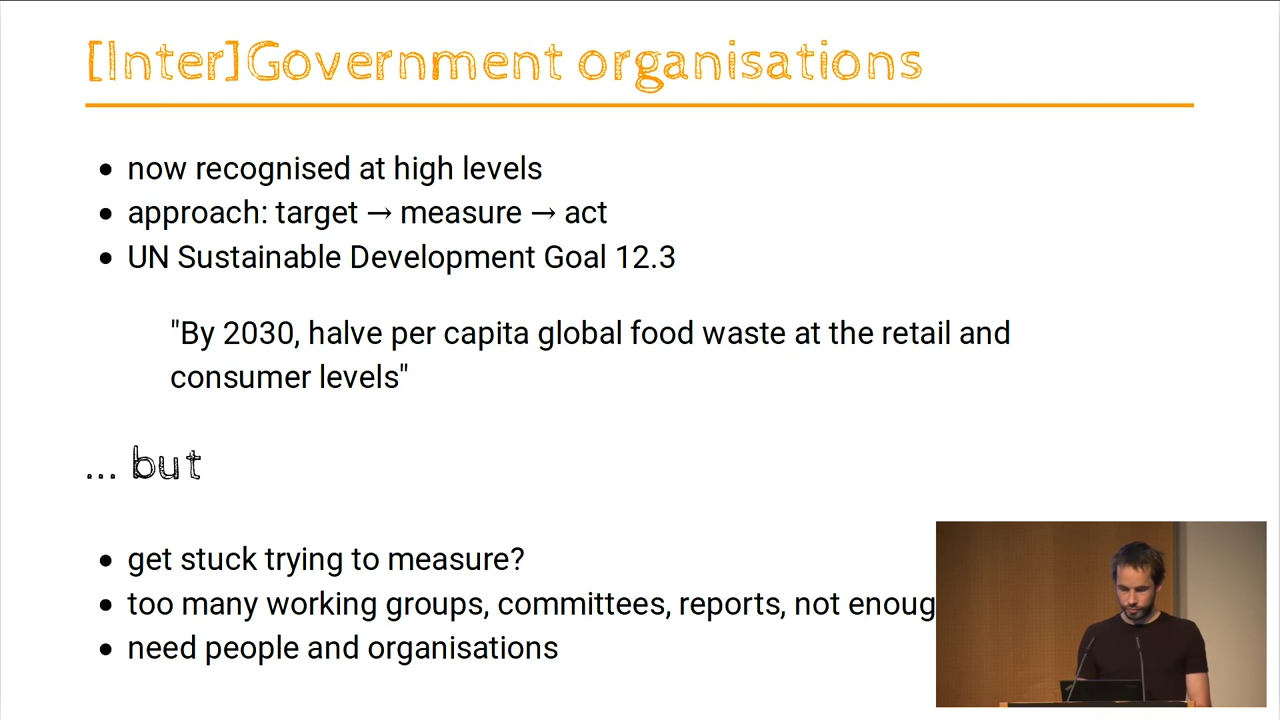 [Inter]Government organisations
now recognised at high levels
approach: target → measure → act
UN Sustainable Development Goal 12.3
"By 2030, halve per capita global food waste at the retail and
consumer levels"
... but
get stuck trying to measure?
too many working groups, committees, reports, not
need people and organisations